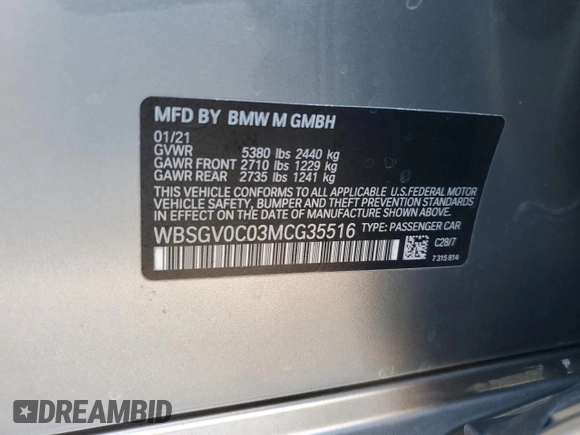 MFD BY BMW M GMBH
01/21
GVWR 5380 lbs 2440 kg
GAWR FRONT 2710 lbs 1229 kg
GAWR REAR 2735 lbs 1241 kg
THIS VEHICLE CONFORMS TO ALL APPLICABLE U.S.FEDERAL MOTOR
VEHICLE SAFETY, BUMPER AND THEFT PREVENTION STANDARDS
IN EFFECT ON THE DATE OF MANUFACTURE SHOWN ABOVE.
WBSGV0C03MCG35516 TYPE: PASSENGER CAR
C28/7
7 315 814
DREAMBID